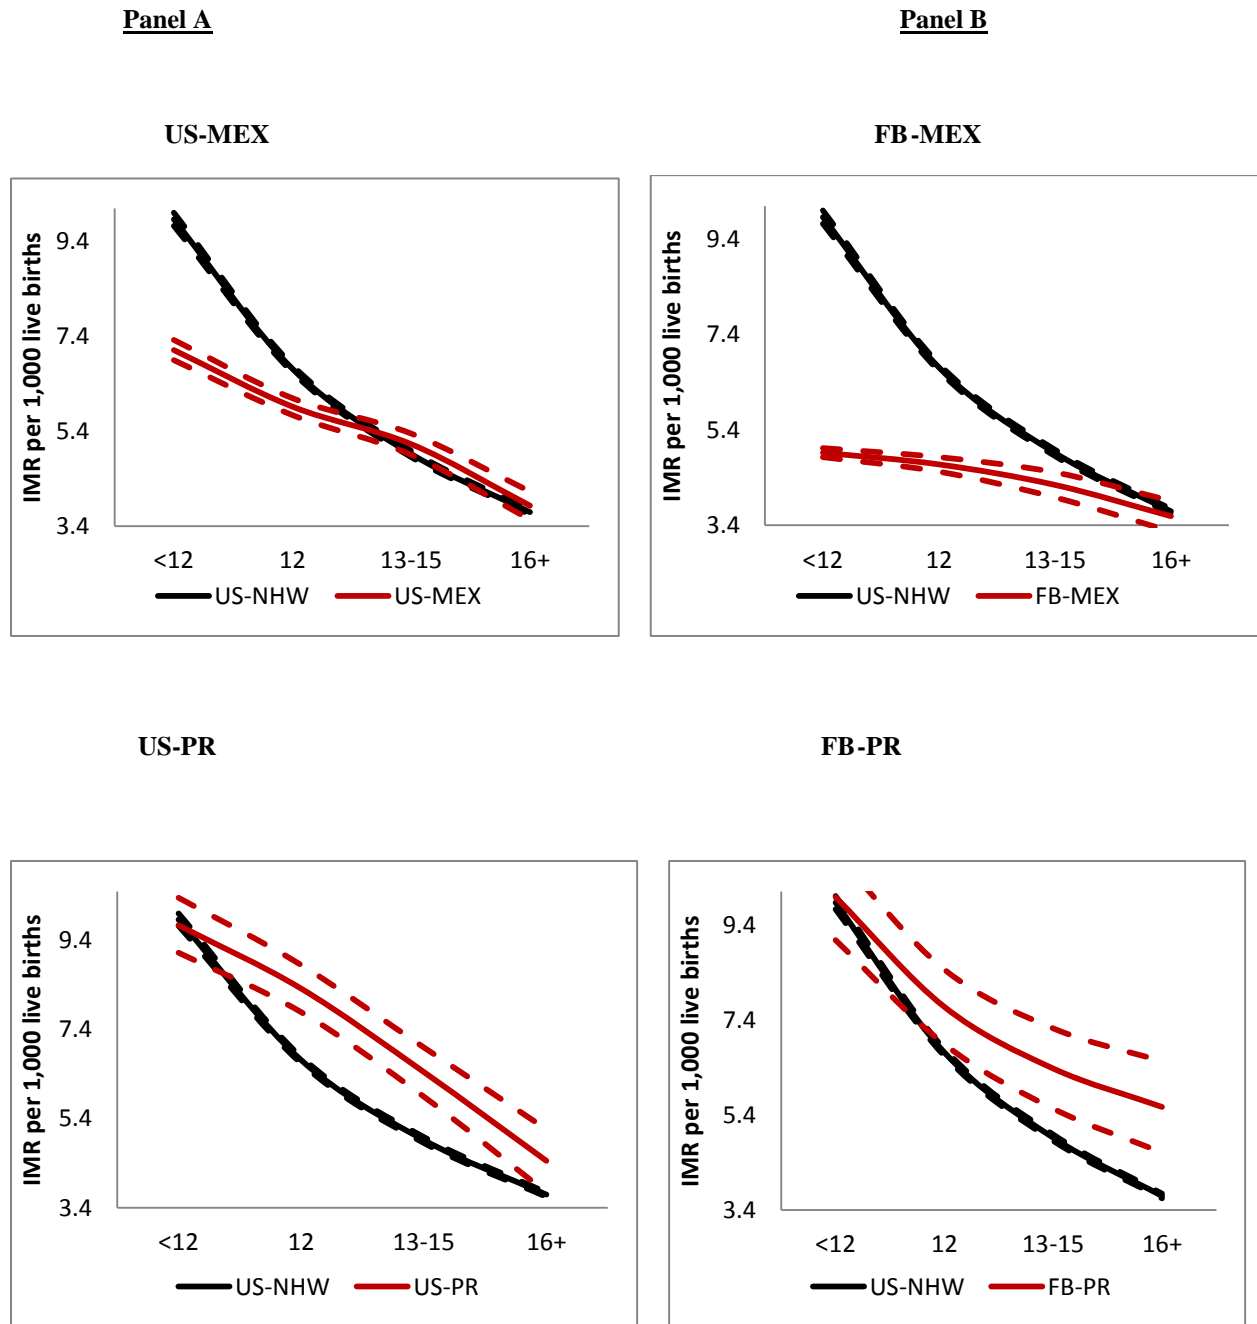 Panel A
Panel B
US-MEX
FB-MEX
IMR per 1,000 live births
9.4
7.4
5.4
3.4
<12 12 13-15 16+
US-NHW US-MEX
IMR per 1,000 live births
9.4
7.4
5.4
3.4
<12 12 13-15 16+
US-NHW FB-MEX
US-PR
FB-PR
IMR per 1,000 live births
9.4
7.4
5.4
3.4
<12 12 13-15 16+
US-NHW US-PR
IMR per 1,000 live births
9.4
7.4
5.4
3.4
<12 12 13-15 16+
US-NHW FB-PR